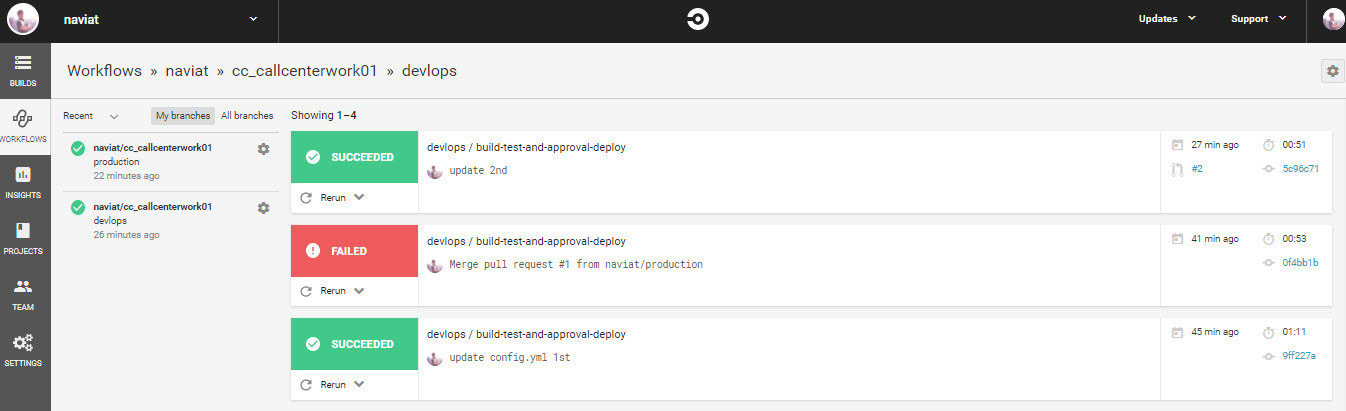 naviat
Updates
Support
BUILDS
WORKFLOWS
INSIGHTS
PROJECTS
TEAM
SETTINGS
Workflows » naviat » cc_callcenterwork01 » devlops
Recent
My branches
All branches
naviat/cc_callcenterwork01
production
22 minutes ago
naviat/cc_callcenterwork01
devlops
26 minutes ago
Showing 1–4
SUCCEEDED
Rerun
devlops / build-test-and-approval-deploy
update 2nd
27 min ago
00:51
#2
5c96c71
FAILED
Rerun
devlops / build-test-and-approval-deploy
Merge pull request #1 from naviat/production
41 min ago
00:53
0f4bb1b
SUCCEEDED
Rerun
devlops / build-test-and-approval-deploy
update config.yml 1st
45 min ago
01:11
9ff227a